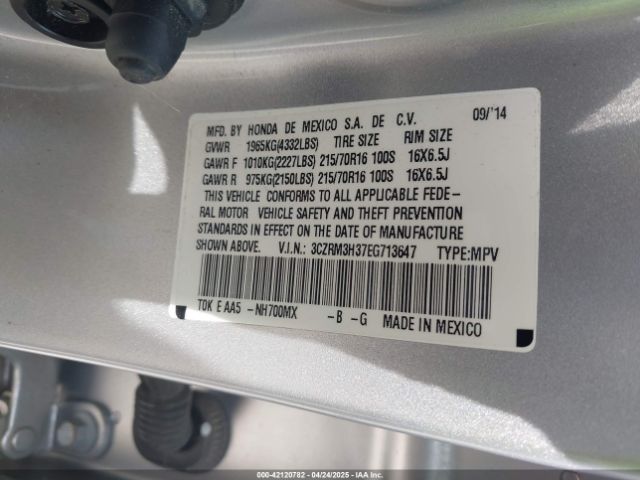 09/'14
MFD. BY HONDA DE MEXICO S.A. DE C.V.
GVWR 1965KG(4332LBS) TIRE SIZE RIM SIZE
GAWR F 1010KG(2227LBS) 215/70R16 100S 16X6.5J
GAWR R 975KG(2150LBS) 215/70R16 100S 16X6.5J
THIS VEHICLE CONFORMS TO ALL APPLICABLE FEDE-
RAL MOTOR VEHICLE SAFETY AND THEFT PREVENTION
STANDARDS IN EFFECT ON THE DATE OF MANUFACTURE
SHOWN ABOVE. V.I.N.: 3CZRM3H37EG713647 TYPE:MPV
TDK E AA5 -NH700MX -B -G MADE IN MEXICO
000-42120782 - 04/24/2025 - IAA Inc.